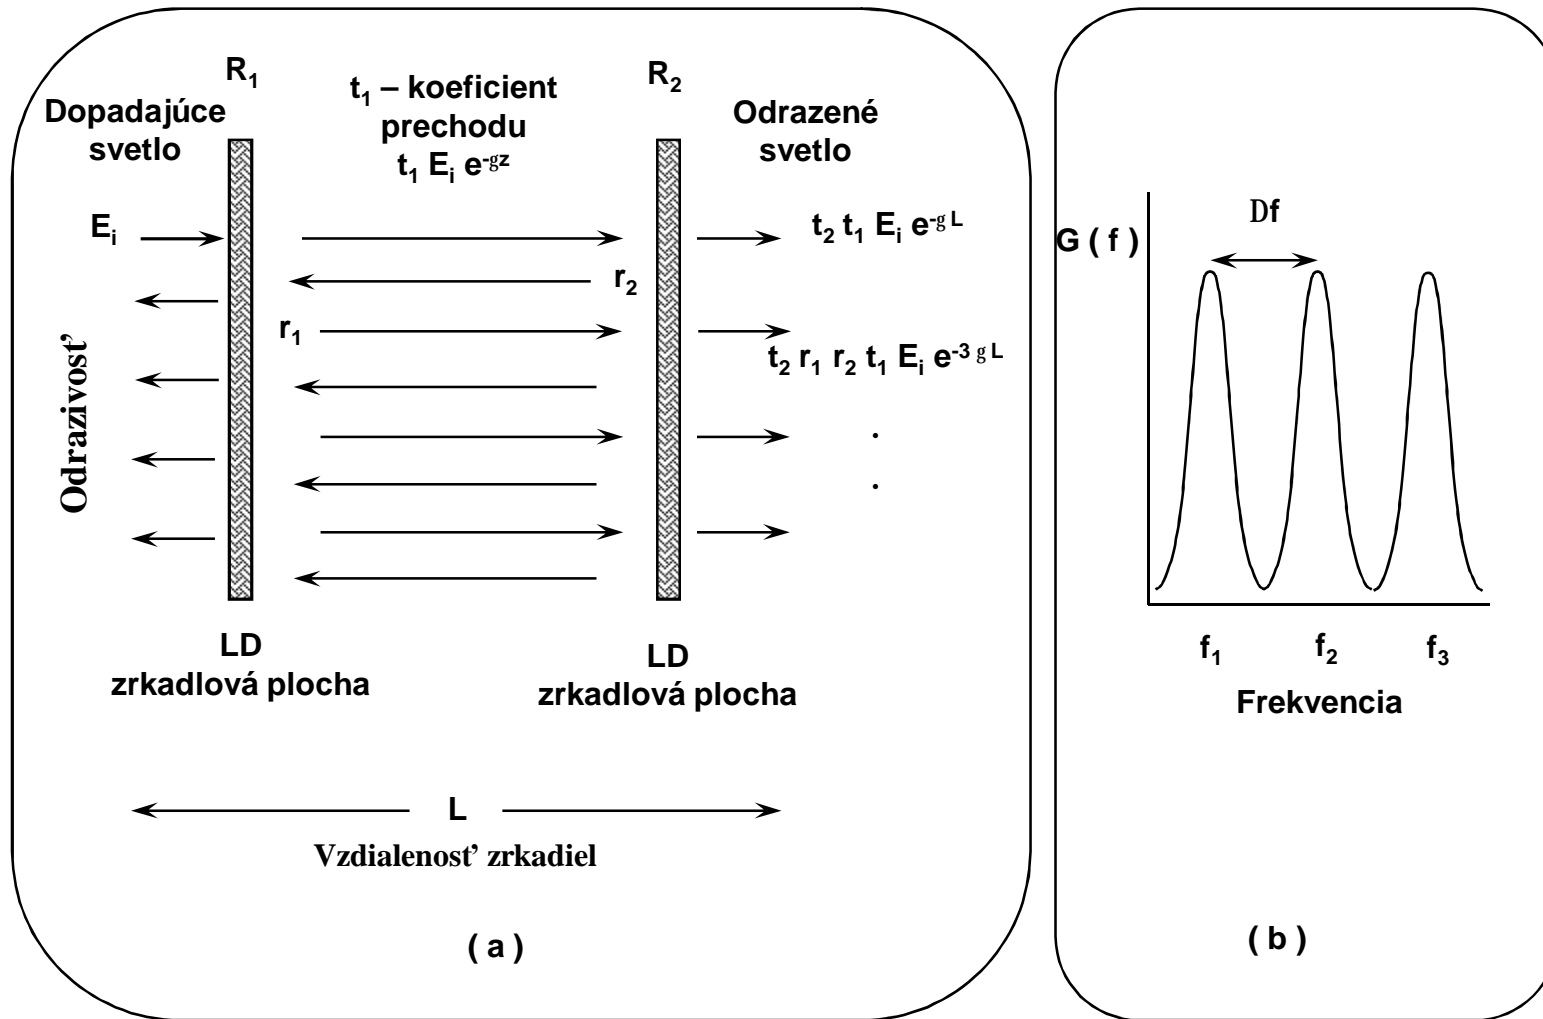 R₁
R₂
t₁ – koeficient
prechodu
t₁ Eᵢ e^-gz
Dopadajúce
svetlo
Odrazené
svetlo
Eᵢ
t₂ t₁ Eᵢ e^-g L
r₂
r₁
t₂ r₁ r₂ t₁ Eᵢ e^-3 g L
.
.
Odrazivosť
LD
zrkadlová plocha
LD
zrkadlová plocha
L
Vzdialenosť zrkadiel
( a )
Df
G ( f )
f₁ f₂ f₃
Frekvencia
( b )